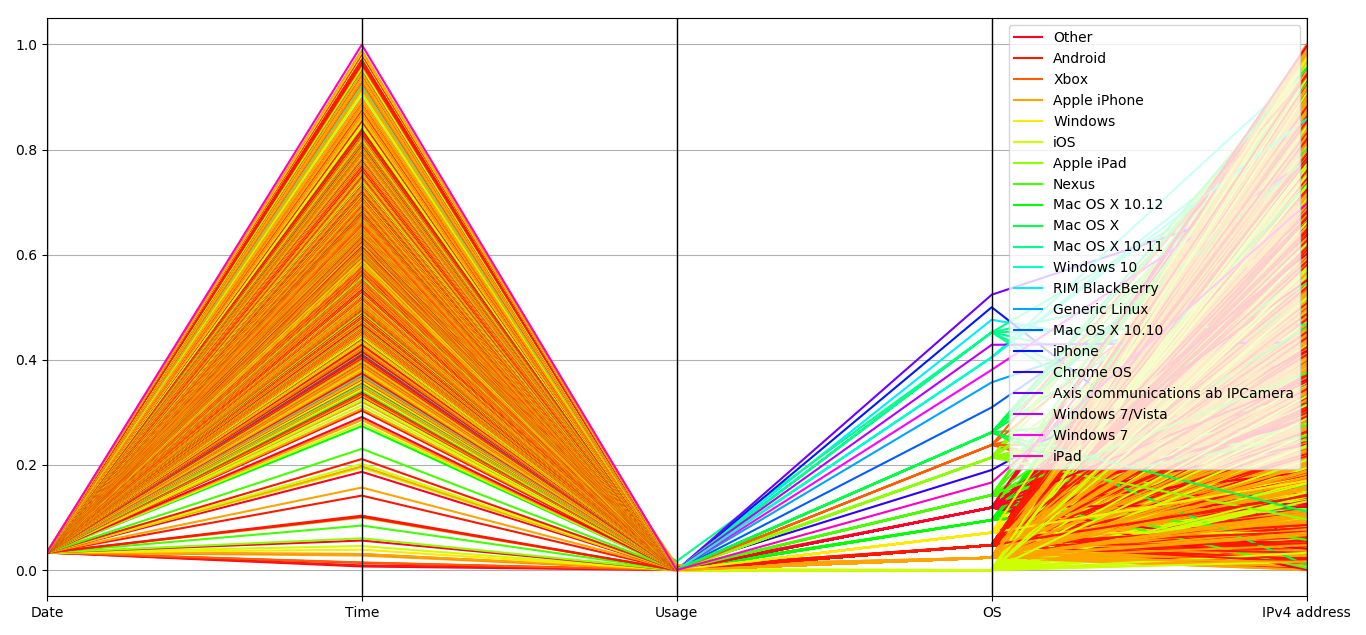 1.0
0.8
0.6
0.4
0.2
0.0
Date
Time
Usage
OS
IPv4 address
Other
Android
Xbox
Apple iPhone
Windows
iOS
Apple iPad
Nexus
Mac OS X 10.12
Mac OS X
Mac OS X 10.11
Windows 10
RIM BlackBerry
Generic Linux
Mac OS X 10.10
iPhone
Chrome OS
Axis communications ab IPCamera
Windows 7/Vista
Windows 7
iPad